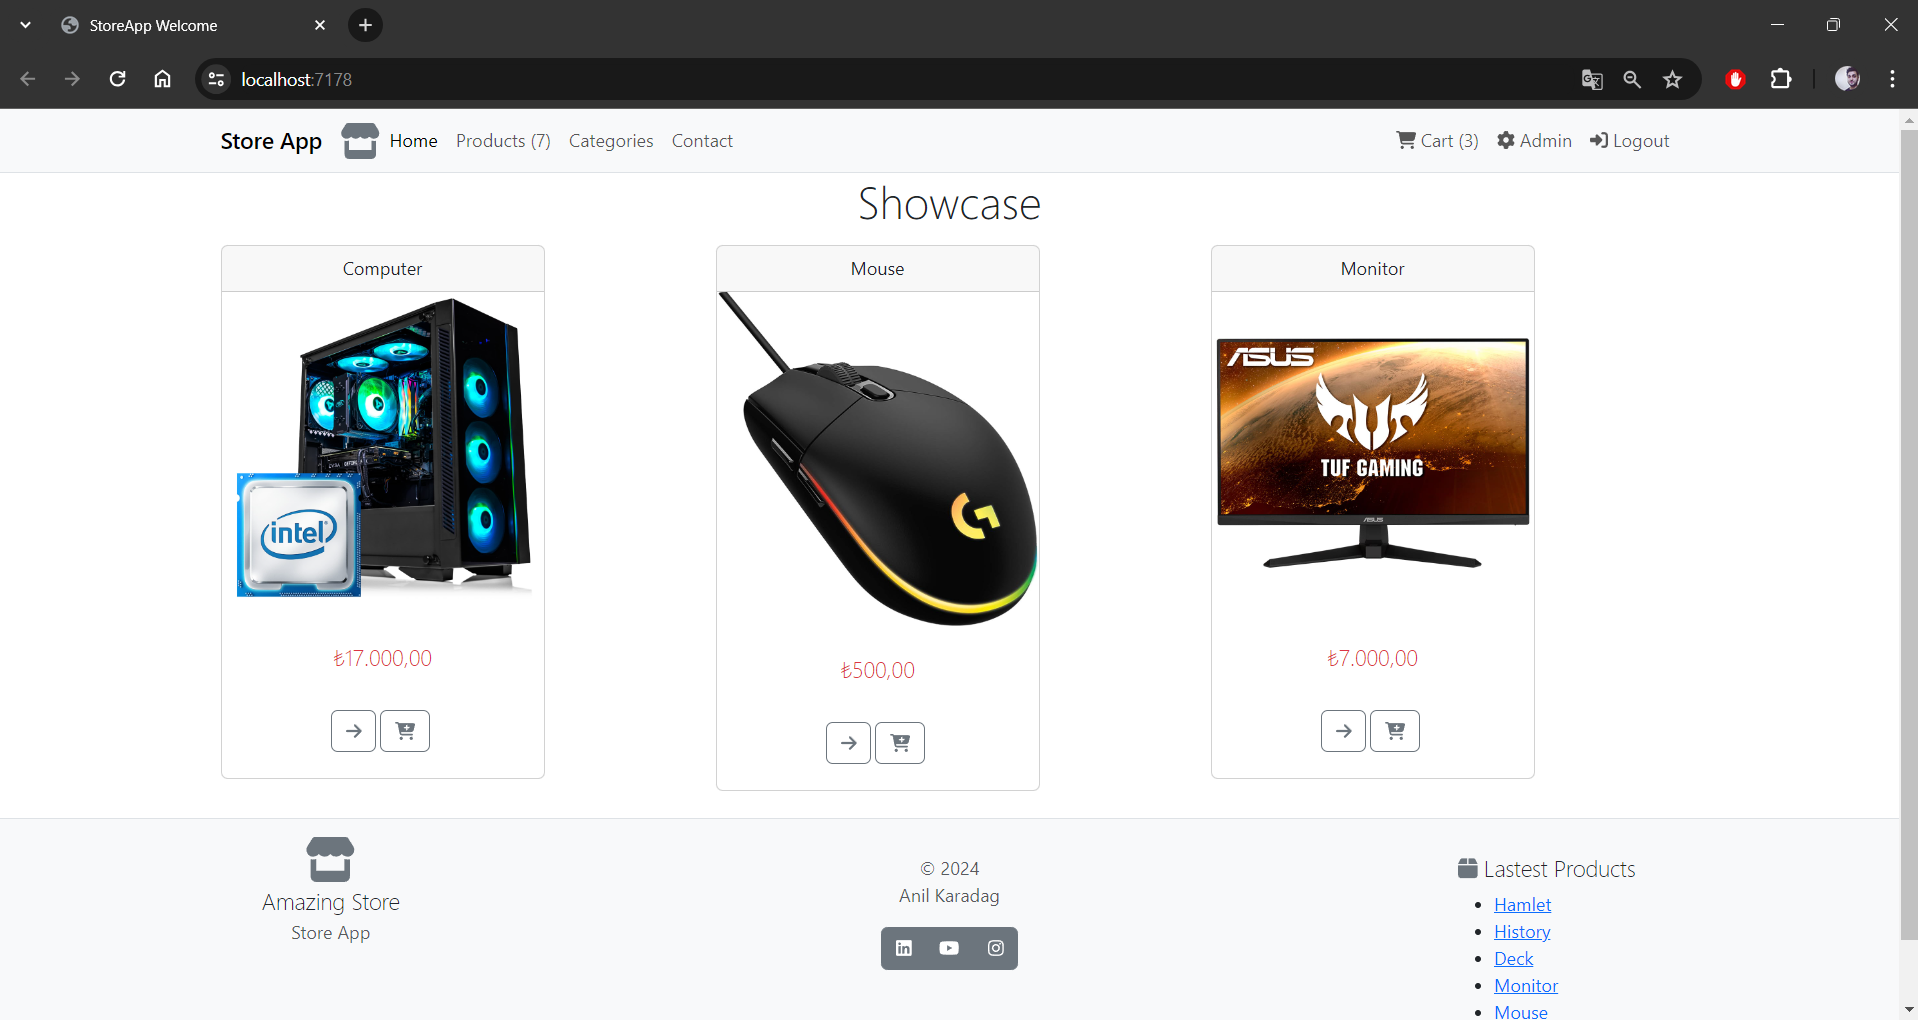 StoreApp Welcome
localhost:7178
Store App Home Products (7) Categories Contact Cart (3) Admin Logout
Showcase
Computer
intel
₺17.000,00
Mouse
G
₺500,00
Monitor
ASUS
TUF GAMING
ASUS
₺7.000,00
Amazing Store
Store App
© 2024
Anil Karadag
in
Lastest Products
Hamlet
History
Deck
Monitor
Mouse